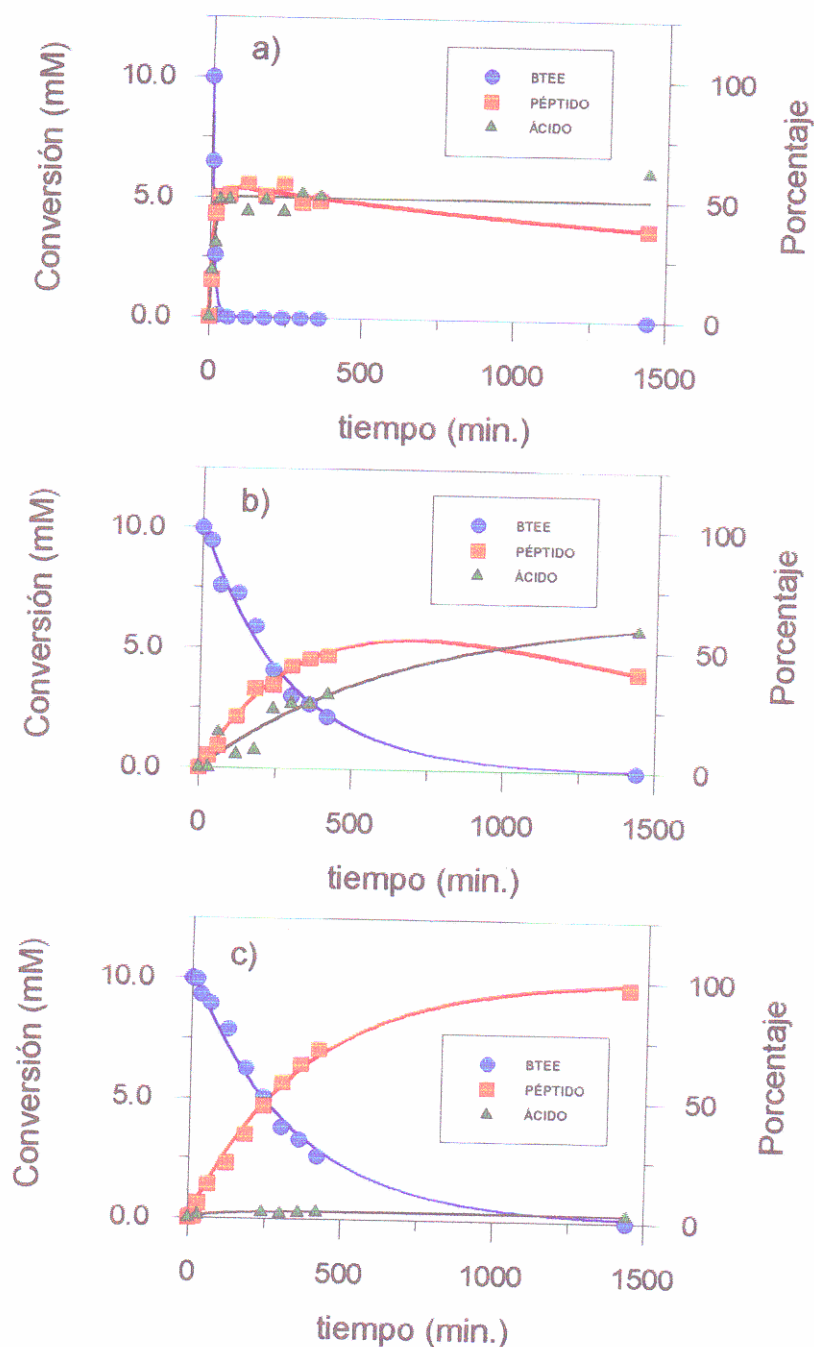 a)
Conversión (mM)
10.0
5.0
0.0
BTEE
PÉPTIDO
ÁCIDO
100
50
0
Porcentaje
0 500 1000 1500
tiempo (min.)
b)
Conversión (mM)
10.0
5.0
0.0
BTEE
PÉPTIDO
ÁCIDO
100
50
0
Porcentaje
0 500 1000 1500
tiempo (min.)
c)
Conversión (mM)
10.0
5.0
0.0
BTEE
PÉPTIDO
ÁCIDO
100
50
0
Porcentaje
0 500 1000 1500
tiempo (min.)